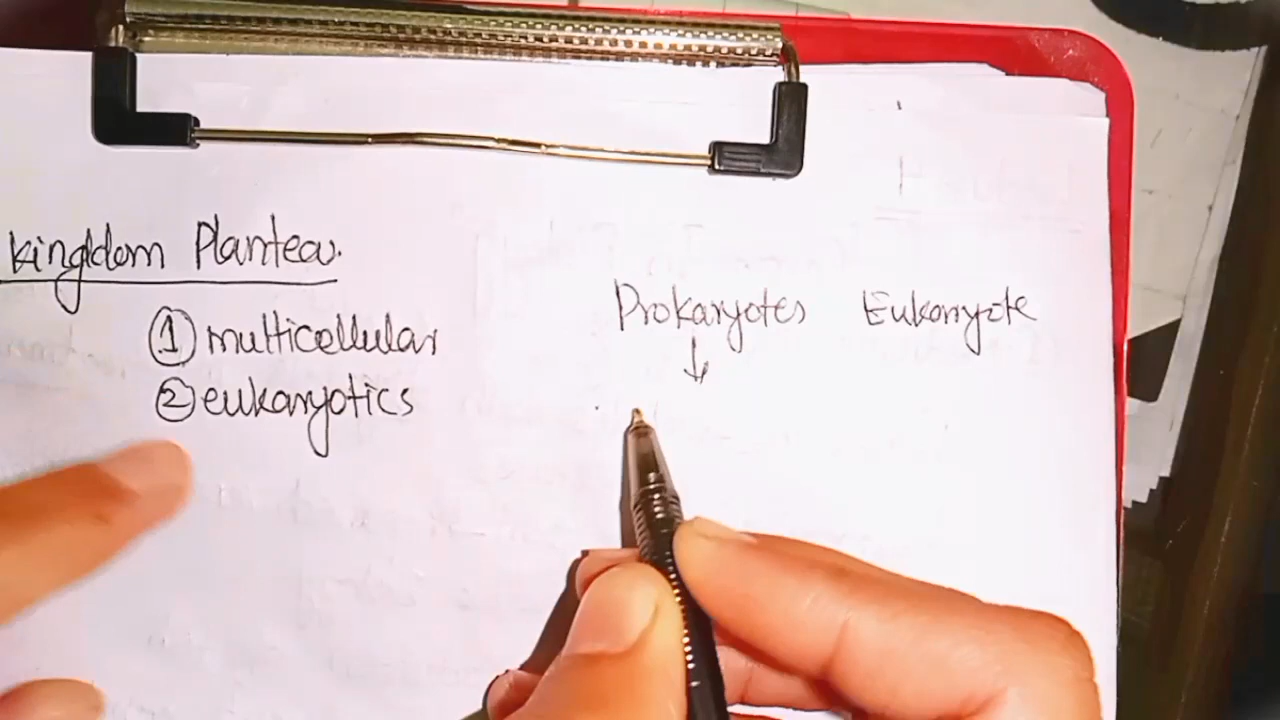 Kingdom Plantea.
① multicellular
② eukaryotics
Prokaryotes Eukaryote
↓